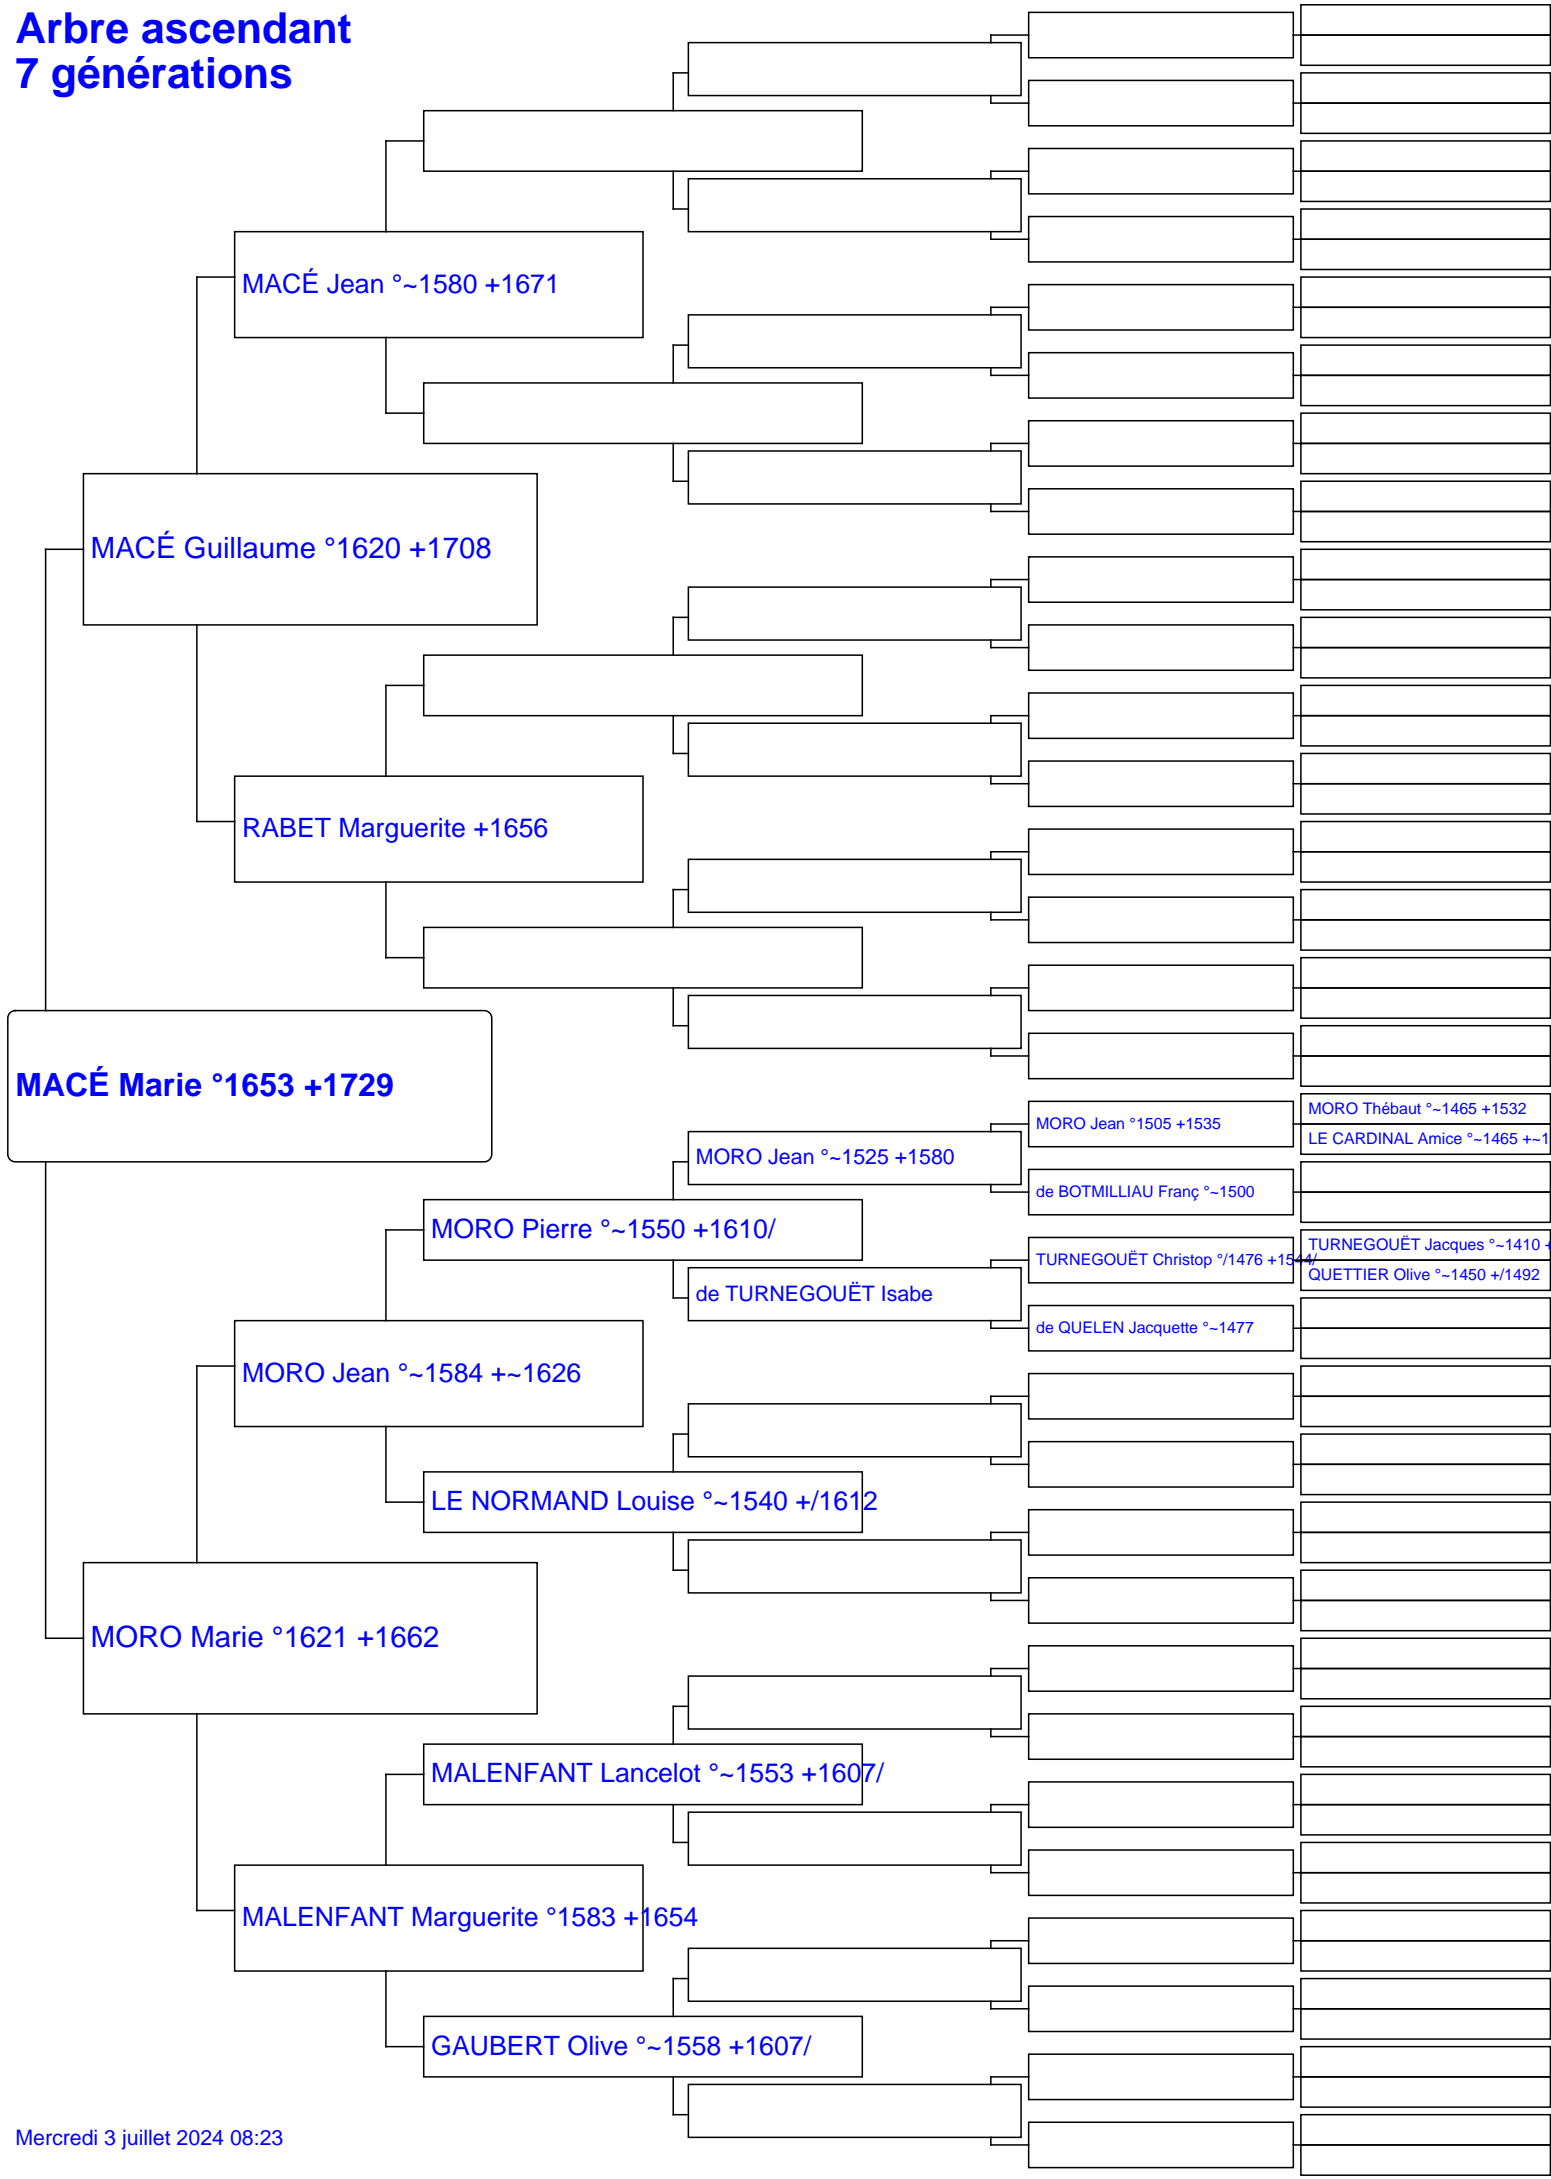 Arbre ascendant
7 générations
MACÉ Jean °~1580 +1671
MACÉ Guillaume °1620 +1708
RABET Marguerite +1656
MACÉ Marie °1653 +1729
MORO Thébaut °~1465 +1532
MORO Jean °1505 +1535
LE CARDINAL Amice °~1465 +~1
MORO Jean °~1525 +1580
de BOTMILLIAU Franç °~1500
MORO Pierre °~1550 +1610/
TURNEGOUËT Jacques °~1410 +
TURNEGOUËT Christop °/1476 +1544/
QUETTIER Olive °~1450 +/1492
de TURNEGOUËT Isabe
de QUELEN Jacquette °~1477
MORO Jean °~1584 +~1626
LE NORMAND Louise °~1540 +/1612
MORO Marie °1621 +1662
MALENFANT Lancelot °~1553 +1607/
MALENFANT Marguerite °1583 +1654
GAUBERT Olive °~1558 +1607/
Mercredi 3 juillet 2024 08:23